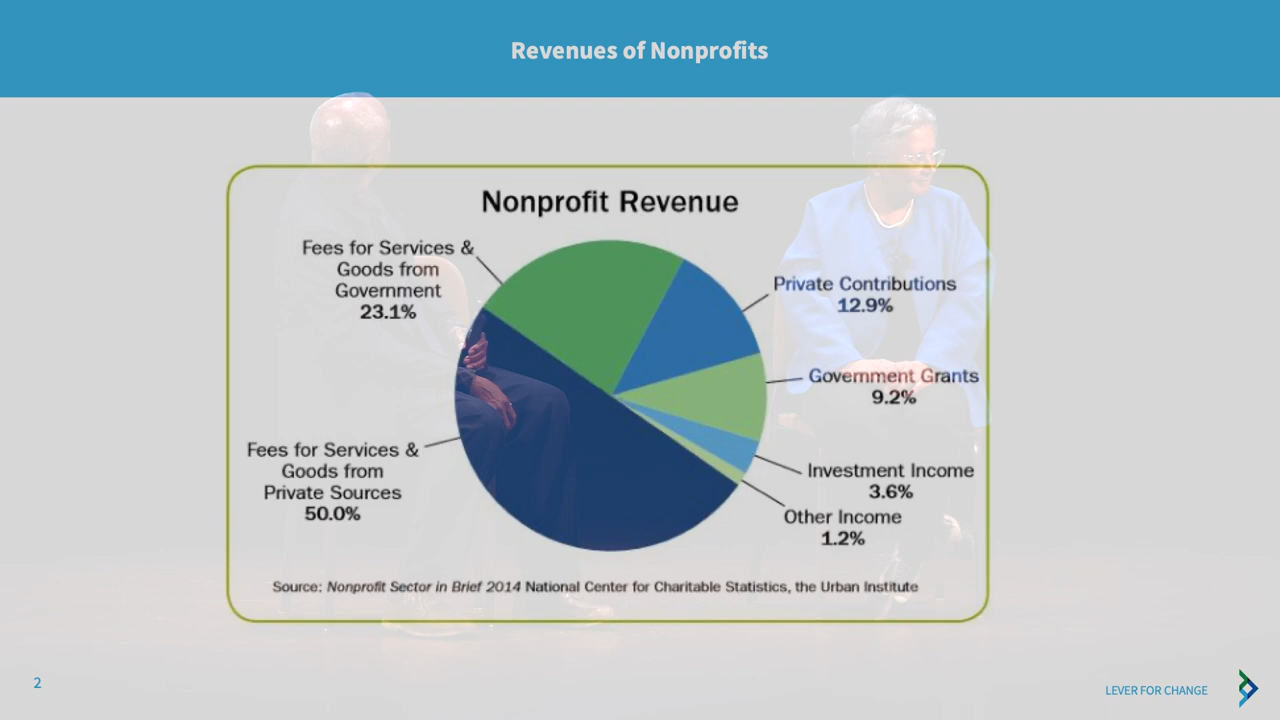 Revenues of Nonprofits
Nonprofit Revenue
Fees for Services &
Goods from
Government
23.1%
Private Contributions
12.9%
Government Grants
9.2%
Fees for Services &
Goods from
Private Sources
50.0%
Investment Income
3.6%
Other Income
1.2%
Source: Nonprofit Sector in Brief 2014 National Center for Charitable Statistics, the Urban Institute
2
LEVER FOR CHANGE